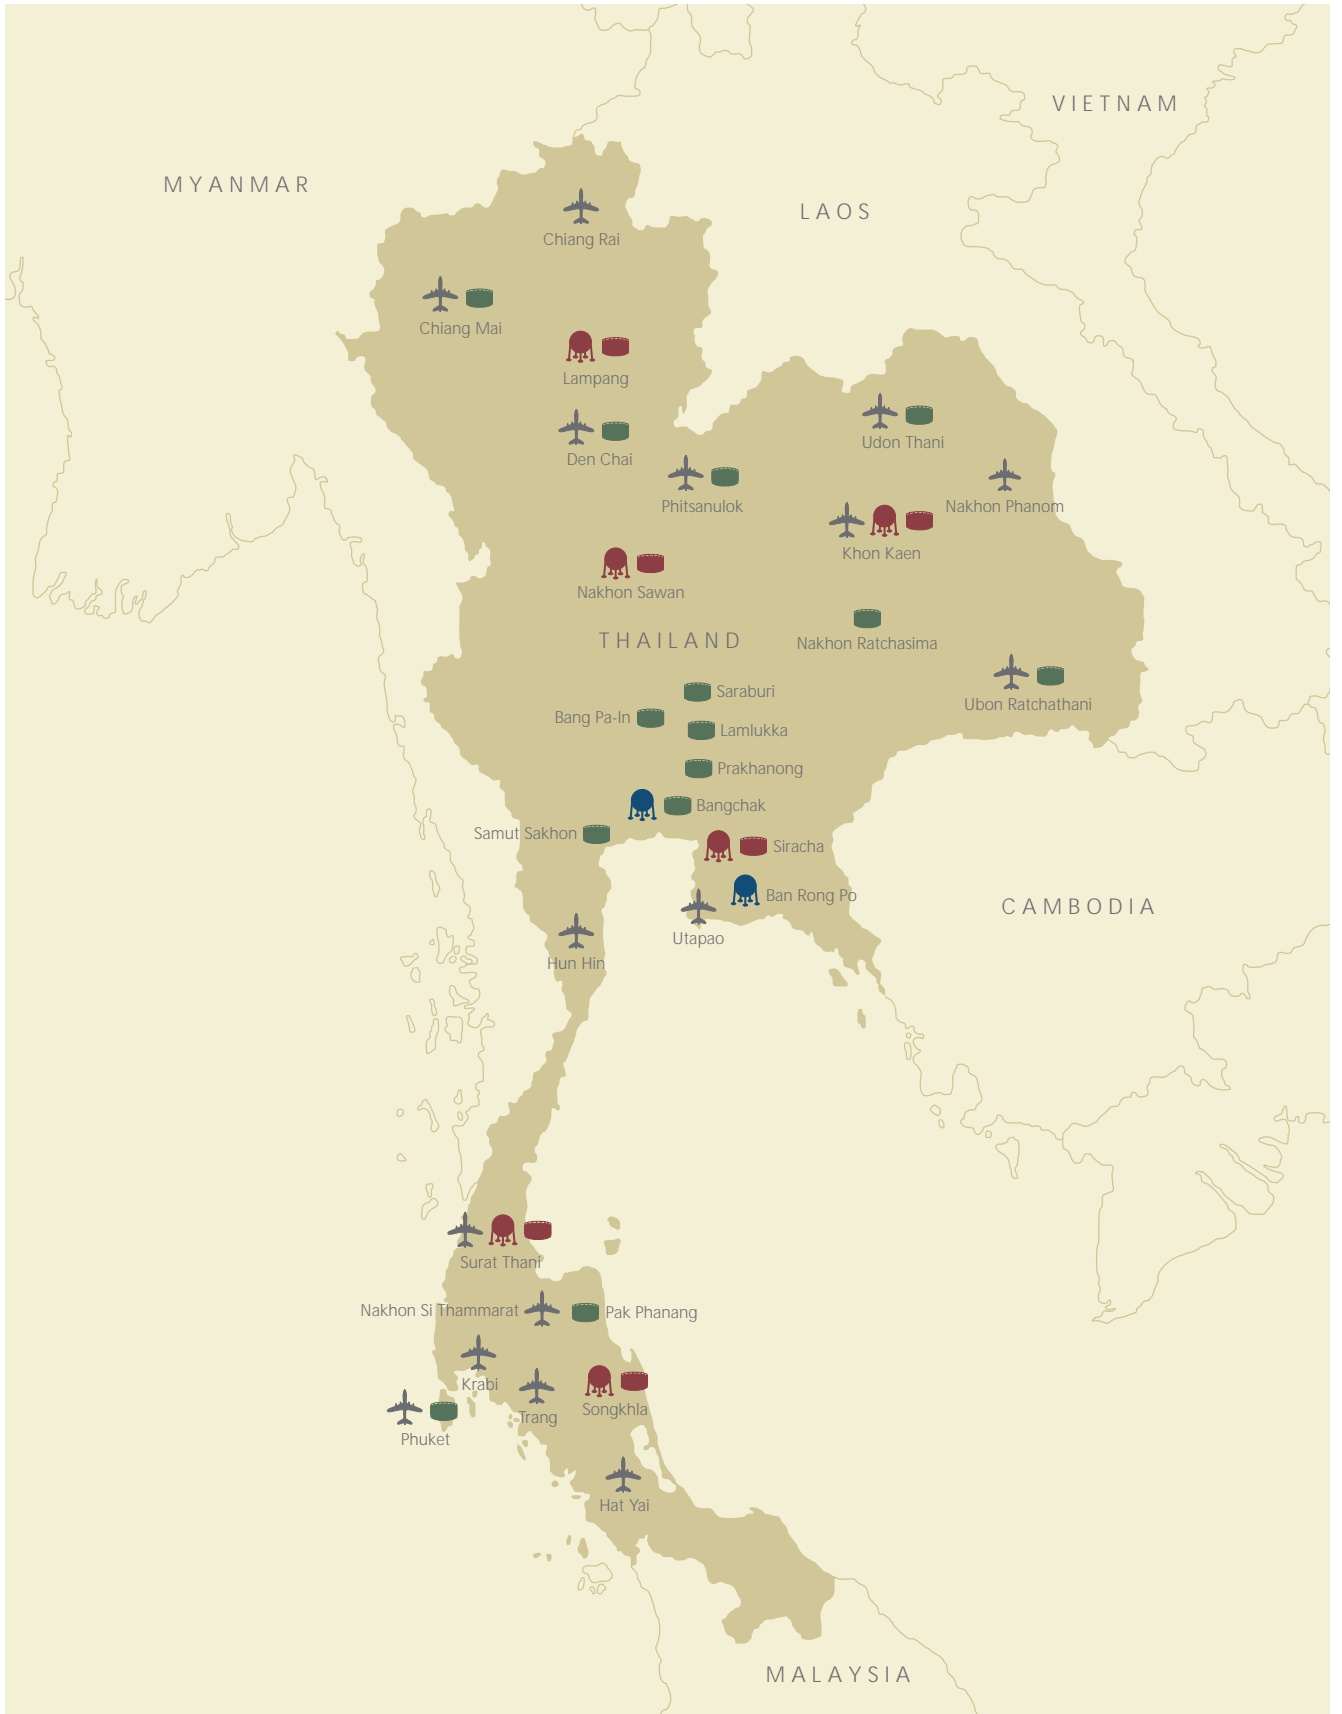 VIETNAM
MYANMAR
LAOS
Chiang Rai
Chiang Mai
Lampang
Den Chai
Udon Thani
Phitsanulok
Nakhon Phanom
Khon Kaen
Nakhon Sawan
THAILAND
Nakhon Ratchasima
Saraburi
Ubon Ratchathani
Bang Pa-In
Lamlukka
Prakhanong
Bangchak
Samut Sakhon
Siracha
Ban Rong Po
CAMBODIA
Utapao
Hun Hin
Surat Thani
Nakhon Si Thammarat
Pak Phanang
Krabi
Trang
Songkhla
Phuket
Hat Yai
MALAYSIA